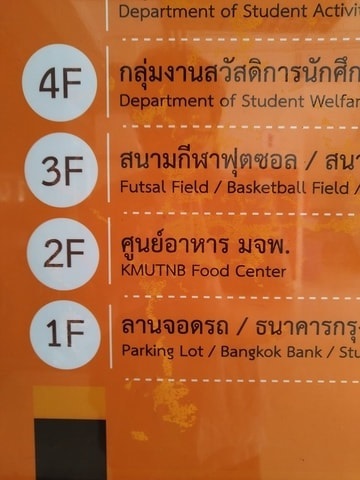 Department of Student Activi
4F
กลุ่มงานสวัสดิการนักศึก
Department of Student Welfar
3F
สนามกีฬาฟุตซอล / สนา
Futsal Field / Basketball Field /
2F
ศูนย์อาหาร มจพ.
KMUTNB Food Center
1F
ลานจอดรถ / ธนาคารกรุง
Parking Lot / Bangkok Bank / Stu